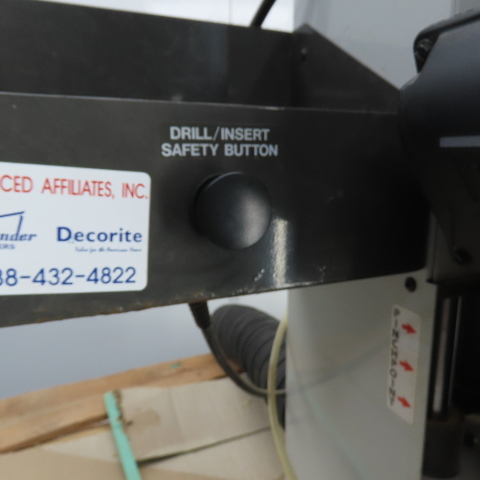 DRILL/INSERT
SAFETY BUTTON
CED AFFILIATES, INC.
nder Decorite
88-432-4822